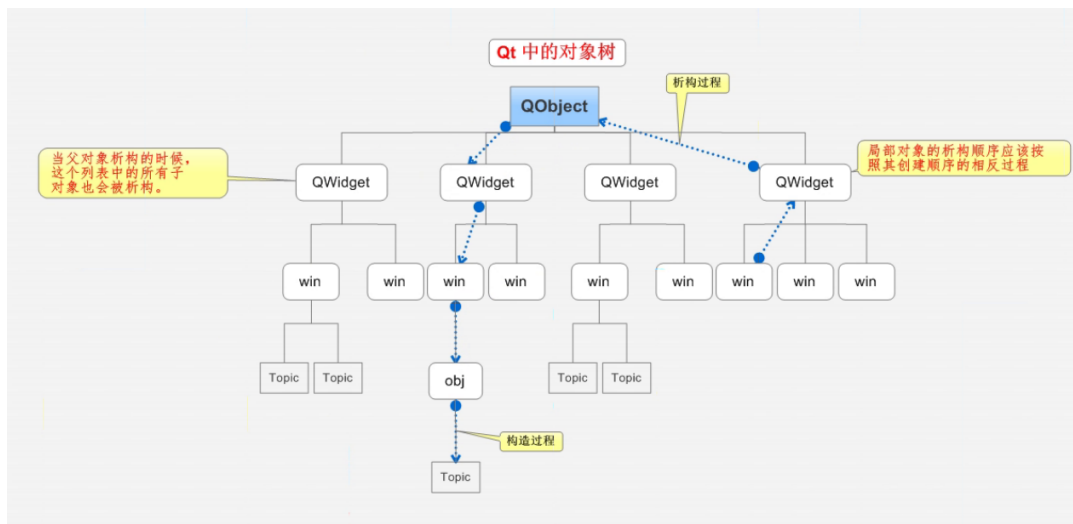 Qt 中的对象树
析构过程
QObject
当父对象析构的时候，
这个列表中的所有子
对象也会被析构。
局部对象的析构顺序应该按
照其创建顺序的相反过程
QWidget
QWidget
QWidget
QWidget
win
win
win
win
win
win
win
win
win
Topic
Topic
obj
Topic
Topic
构造过程
Topic